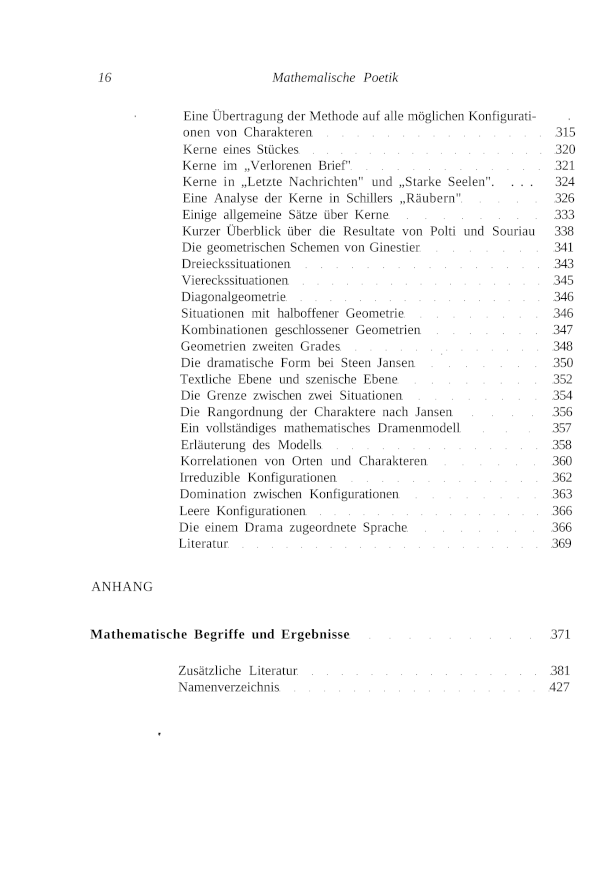 16 Mathemalische Poetik
Eine Übertragung der Methode auf alle möglichen Konfigurati-
onen von Charakteren . . . . . . . . . . . . . . . 315
Kerne eines Stückes . . . . . . . . . . . . . . . . 320
Kerne im „Verlorenen Brief" . . . . . . . . . . . 321
Kerne in „Letzte Nachrichten" und „Starke Seelen". . . . 324
Eine Analyse der Kerne in Schillers „Räubern" . . . . . 326
Einige allgemeine Sätze über Kerne . . . . . . . . . 333
Kurzer Überblick über die Resultate von Polti und Souriau 338
Die geometrischen Schemen von Ginestier . . . . . . . 341
Dreieckssituationen . . . . . . . . . . . . . . . 343
Viereckssituationen . . . . . . . . . . . . . . . 345
Diagonalgeometrie . . . . . . . . . . . . . . . 346
Situationen mit halboffener Geometrie . . . . . . . . 346
Kombinationen geschlossener Geometrien . . . . . . . 347
Geometrien zweiten Grades . . . . . . . . . . . . 348
Die dramatische Form bei Steen Jansen . . . . . . . 350
Textliche Ebene und szenische Ebene . . . . . . . . 352
Die Grenze zwischen zwei Situationen . . . . . . . . 354
Die Rangordnung der Charaktere nach Jansen . . . . . 356
Ein vollständiges mathematisches Dramenmodell . . . . 357
Erläuterung des Modells . . . . . . . . . . . . . 358
Korrelationen von Orten und Charakteren . . . . . . . 360
Irreduzible Konfigurationen . . . . . . . . . . . . 362
Domination zwischen Konfigurationen . . . . . . . . 363
Leere Konfigurationen . . . . . . . . . . . . . . 366
Die einem Drama zugeordnete Sprache . . . . . . . . 366
Literatur . . . . . . . . . . . . . . . . . . . 369
ANHANG
Mathematische Begriffe und Ergebnisse . . . . . . . . . . 371
Zusätzliche Literatur . . . . . . . . . . . . . . . 381
Namenverzeichnis . . . . . . . . . . . . . . . . 427